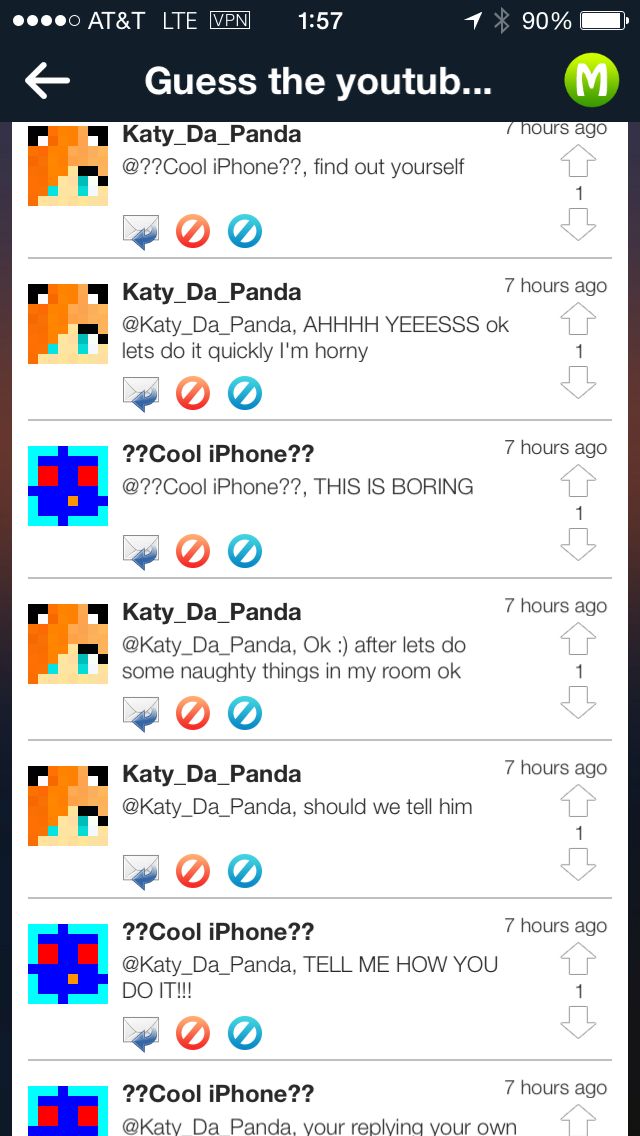 AT&T LTE VPN 1:57 90%
Guess the youtub... M
Katy_Da_Panda 7 hours ago
@??Cool iPhone??, find out yourself
1
Katy_Da_Panda 7 hours ago
@Katy_Da_Panda, AHHHH YEEESSS ok
lets do it quickly I'm horny
1
??Cool iPhone?? 7 hours ago
@??Cool iPhone??, THIS IS BORING
1
Katy_Da_Panda 7 hours ago
@Katy_Da_Panda, Ok :) after lets do
some naughty things in my room ok
1
Katy_Da_Panda 7 hours ago
@Katy_Da_Panda, should we tell him
1
??Cool iPhone?? 7 hours ago
@Katy_Da_Panda, TELL ME HOW YOU
DO IT!!!
1
??Cool iPhone?? 7 hours ago
@Katy_Da_Panda, your replying your own